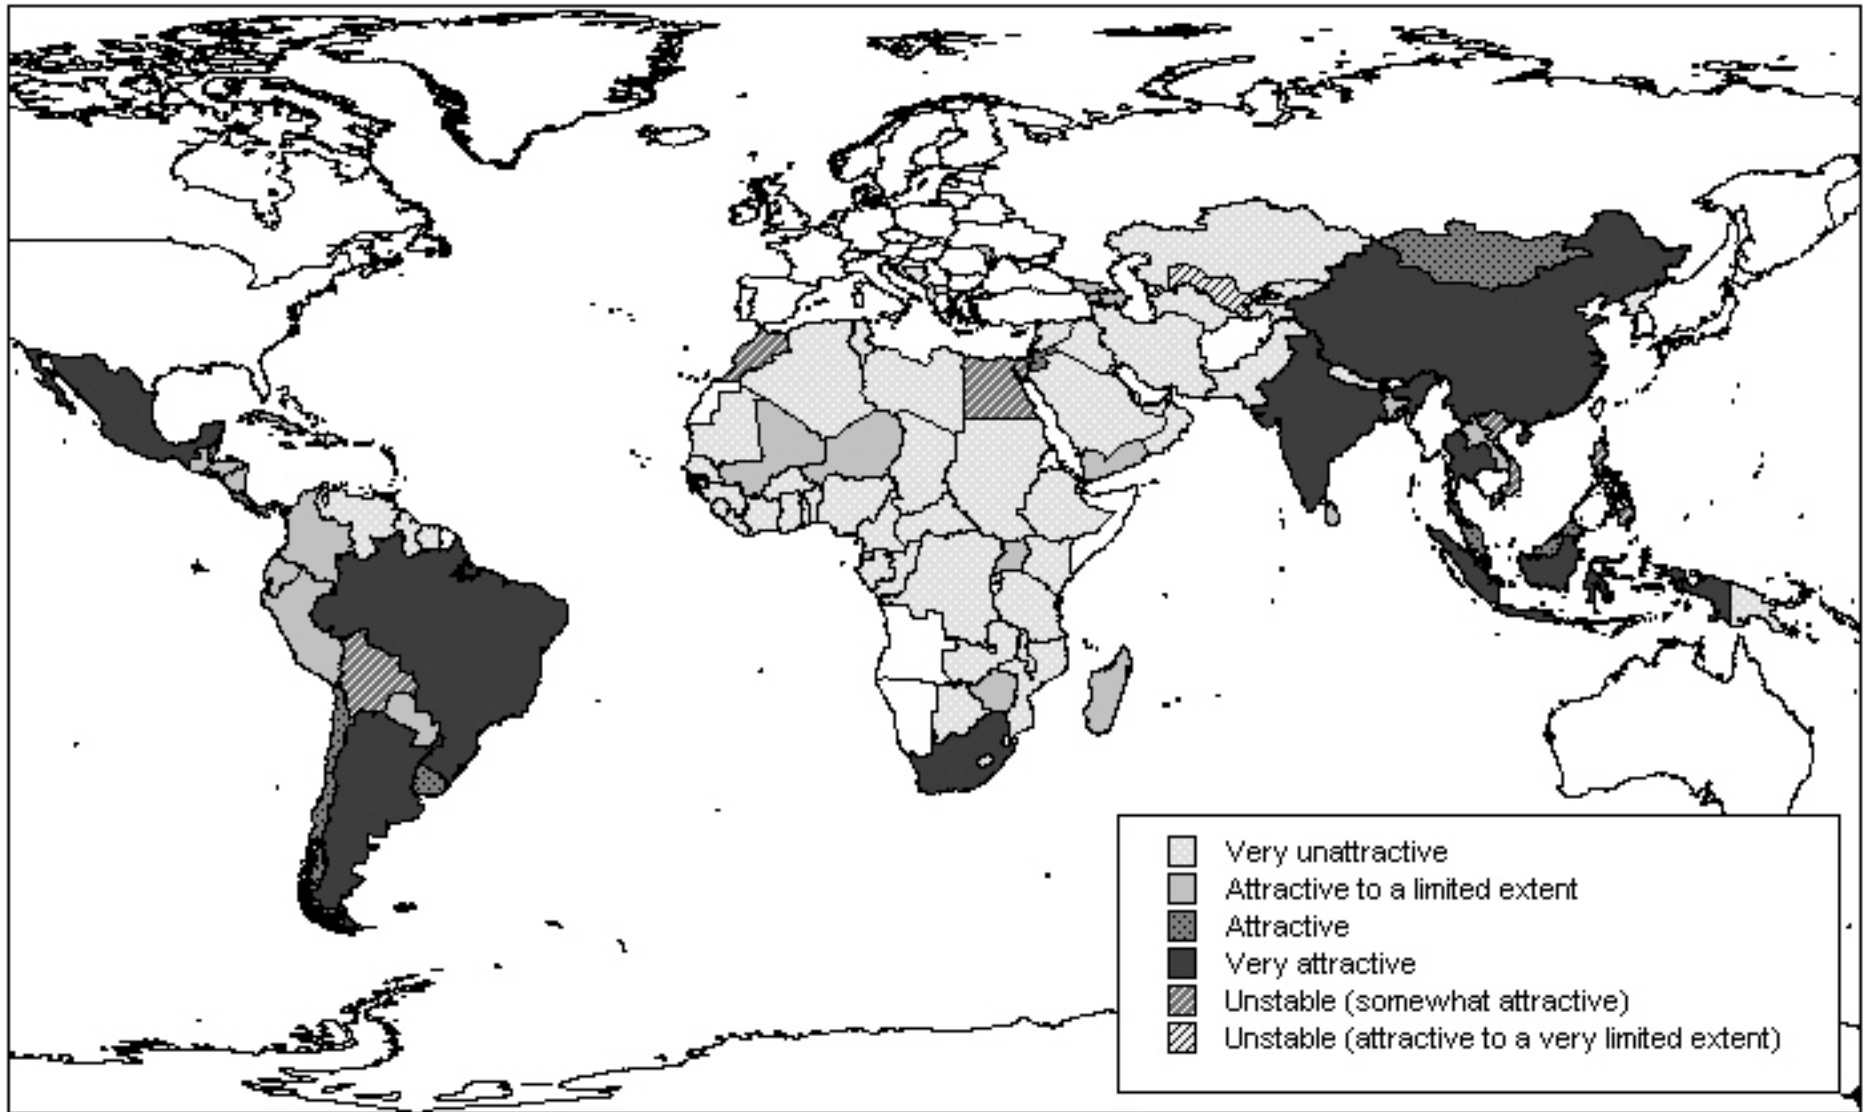 Very unattractive
Attractive to a limited extent
Attractive
Very attractive
Unstable (somewhat attractive)
Unstable (attractive to a very limited extent)